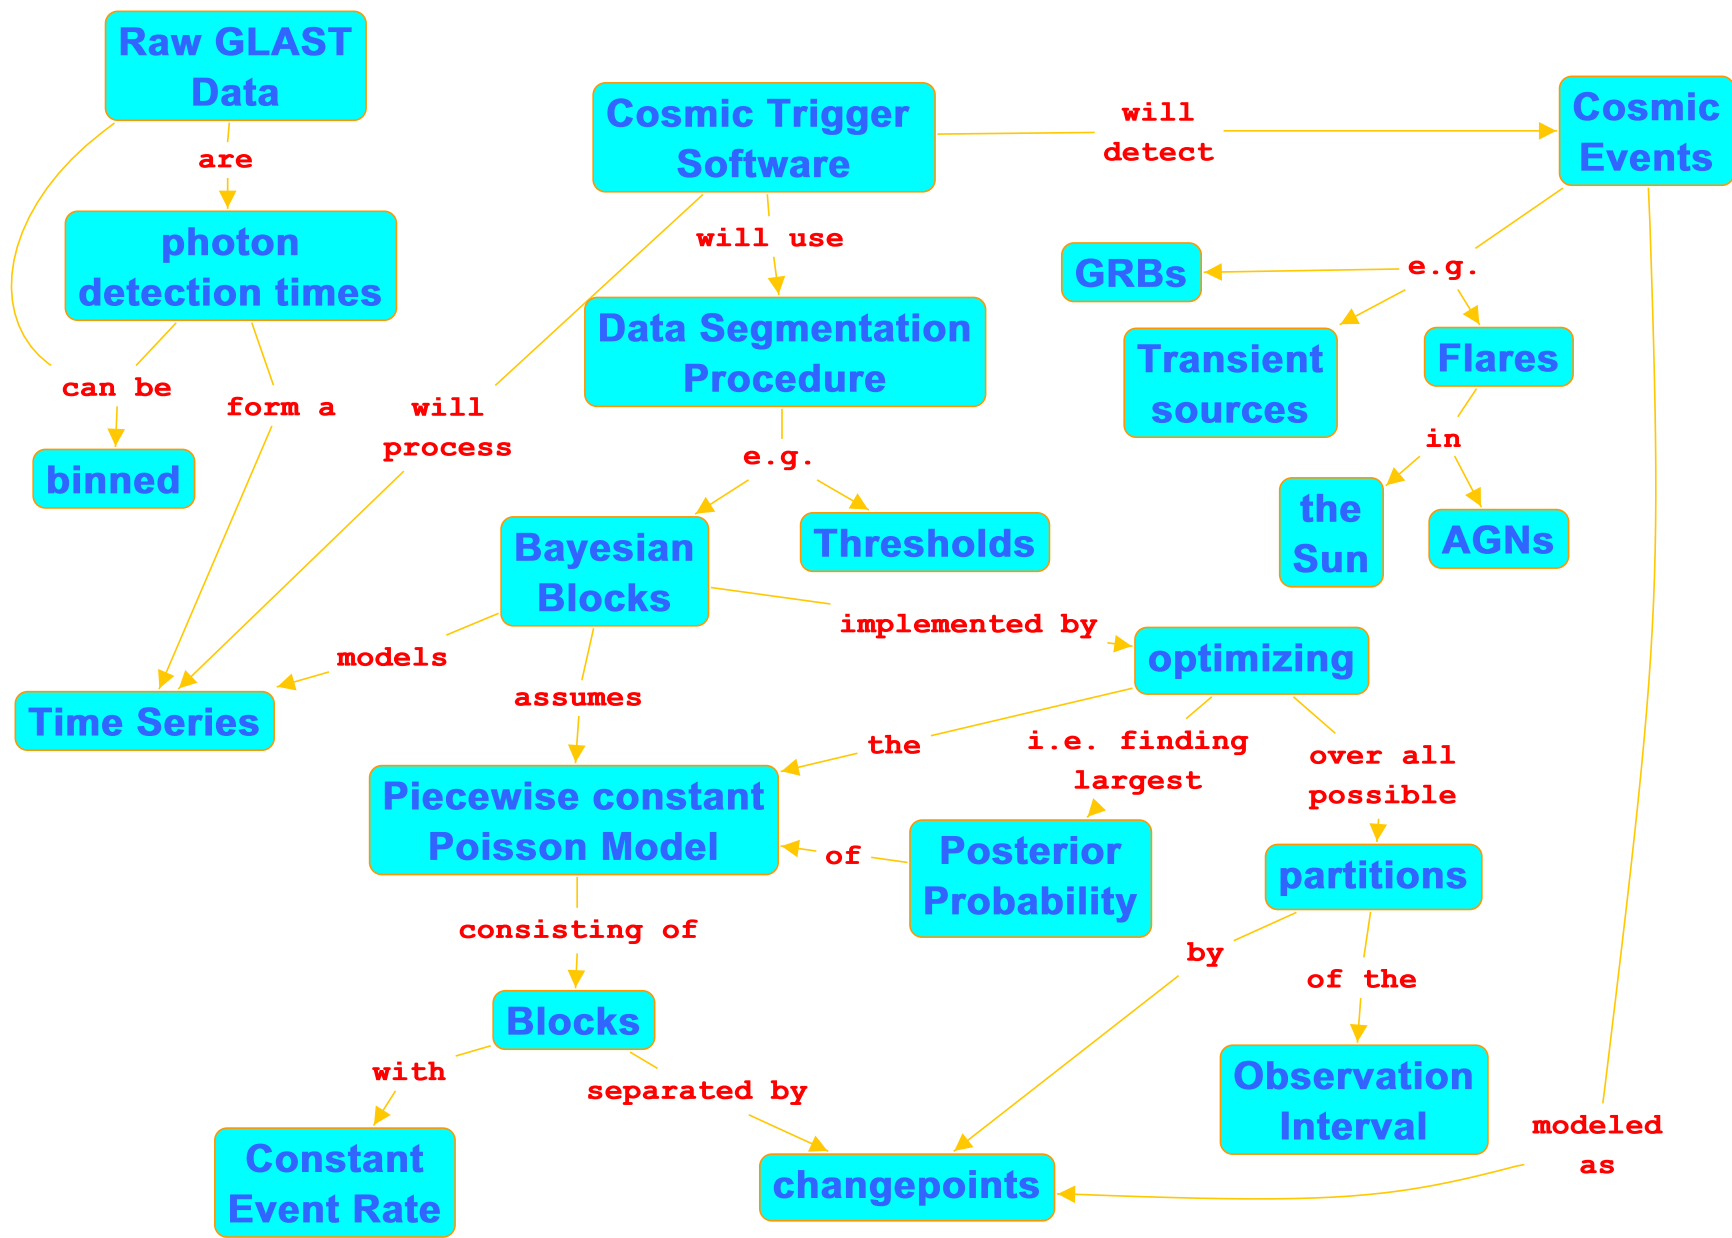 Raw GLAST
Data
are
photon
detection times
can be
form a
binned
Cosmic Trigger
Software
will
detect
Cosmic
Events
will use
will
process
Data Segmentation
Procedure
e.g.
GRBs
Transient
sources
Flares
in
the
Sun
AGNs
e.g.
Bayesian
Blocks
Thresholds
models
Time Series
assumes
implemented by
optimizing
the
i.e. finding
largest
over all
possible
Piecewise constant
Poisson Model
of
Posterior
Probability
partitions
consisting of
by
of the
Blocks
with
separated by
Constant
Event Rate
changepoints
Observation
Interval
modeled
as